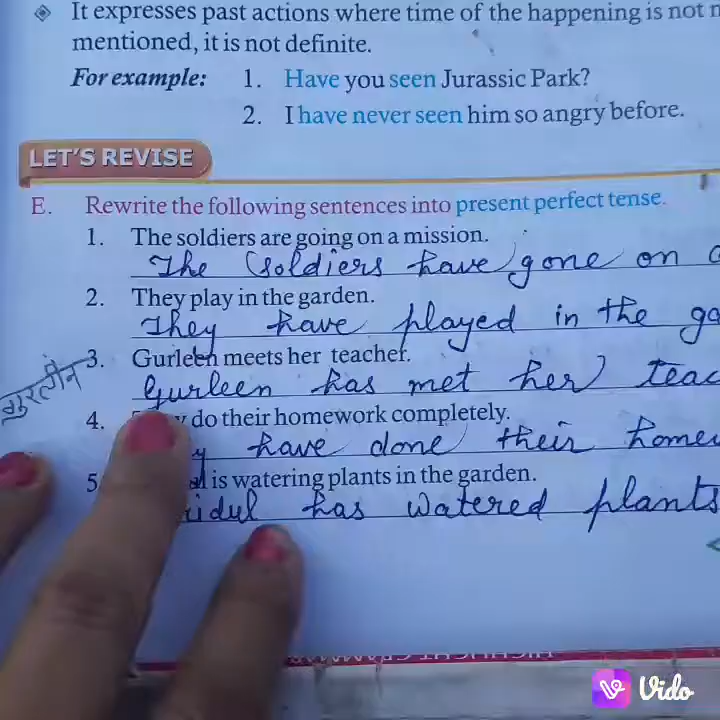 It expresses past actions where time of the happening is not
mentioned, it is not definite.
For example: 1. Have you seen Jurassic Park?
2. I have never seen him so angry before.
LET'S REVISE
E. Rewrite the following sentences into present perfect tense.
1. The soldiers are going on a mission.
The soldiers have gone on
2. They play in the garden.
They have played in the
3. Gurleen meets her teacher.
गुरलीन
Gurleen has met her
4. do their homework completely.
have done their
5. is watering plants in the garden.
has watered plants
Vido